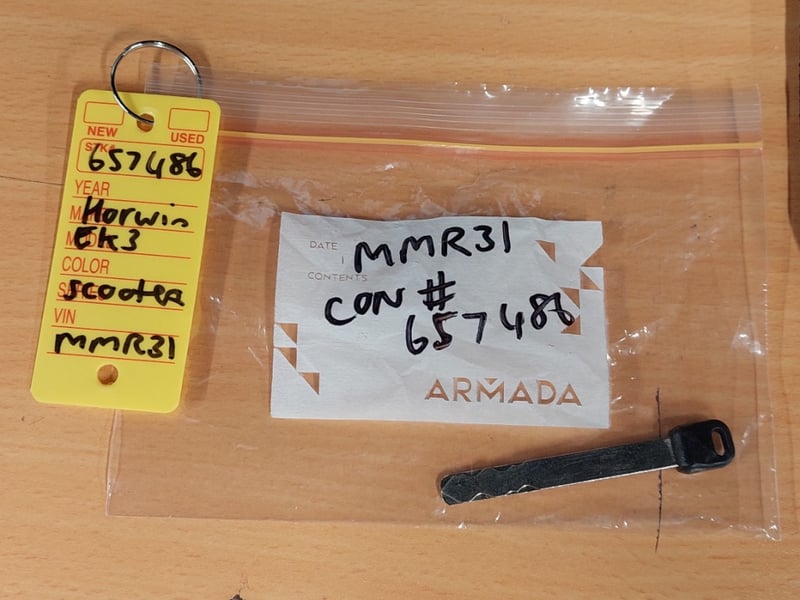 NEW USED
STK#
657486
YEAR
Horwin
Ek3
COLOR
scooter
VIN
MMR31
DATE
MMR31
CONTENTS
CON #
657486
ARMADA